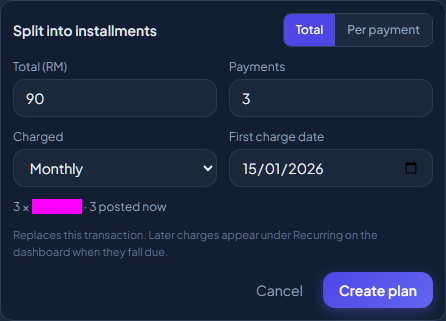 Split into installments
Total
Per payment
Total (RM)
Payments
90
3
Charged
First charge date
Monthly
15/01/2026
3 × · 3 posted now
Replaces this transaction. Later charges appear under Recurring on the
dashboard when they fall due.
Cancel
Create plan